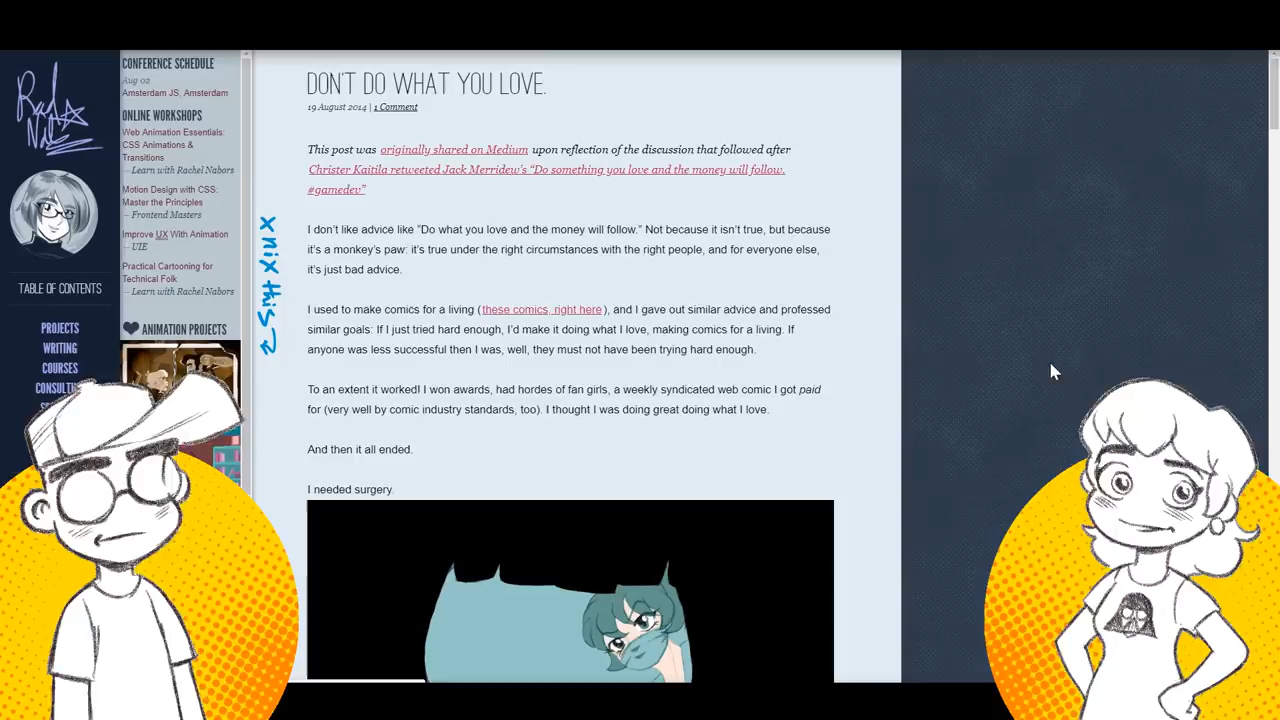 Rad
CONFERENCE SCHEDULE
Aug 02
Amsterdam JS, Amsterdam
ONLINE WORKSHOPS
Web Animation Essentials:
CSS Animations &
Transitions
– Learn with Rachel Nabors
Motion Design with CSS:
Master the Principles
– Frontend Masters
Improve UX With Animation
– UIE
Practical Cartooning for
Technical Folk
– Learn with Rachel Nabors
❤ ANIMATION PROJECTS
TABLE OF CONTENTS
PROJECTS
WRITING
COURSES
x nix this
DON'T DO WHAT YOU LOVE.
19 August 2014 | 1 Comment
This post was originally shared on Medium upon reflection of the discussion that followed after
Christer Kaitila retweeted Jack Merridew's “Do something you love and the money will follow.
#gamedev”
I don’t like advice like “Do what you love and the money will follow.” Not because it isn’t true, but because
it’s a monkey’s paw: it’s true under the right circumstances with the right people, and for everyone else,
it’s just bad advice.
I used to make comics for a living (these comics, right here), and I gave out similar advice and professed
similar goals: If I just tried hard enough, I’d make it doing what I love, making comics for a living. If
anyone was less successful then I was, well, they must not have been trying hard enough.
To an extent it worked! I won awards, had hordes of fan girls, a weekly syndicated web comic I got paid
for (very well by comic industry standards, too). I thought I was doing great doing what I love.
And then it all ended.
I needed surgery.